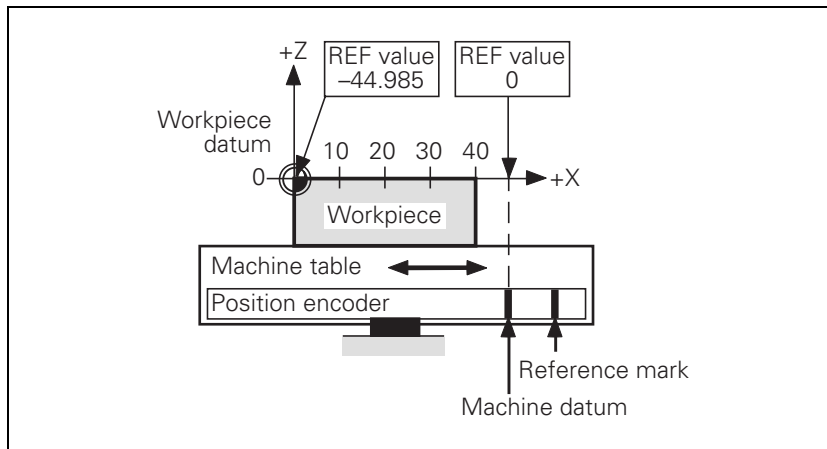 +Z
REF value
–44.985
REF value
0
Workpiece
datum
10 20 30 40
0
+X
Workpiece
Machine table
Position encoder
Reference mark
Machine datum